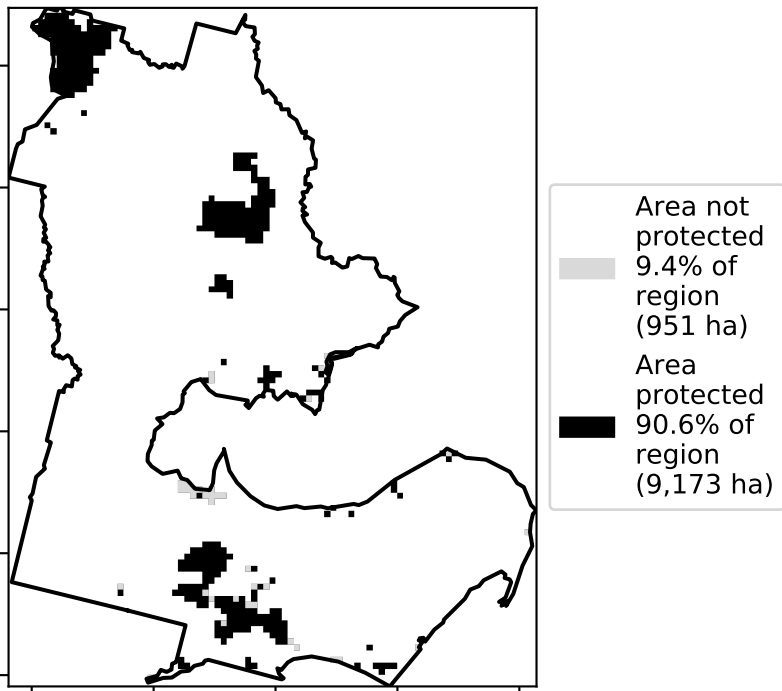 Area not
protected
9.4% of
region
(951 ha)
Area
protected
90.6% of
region
(9,173 ha)